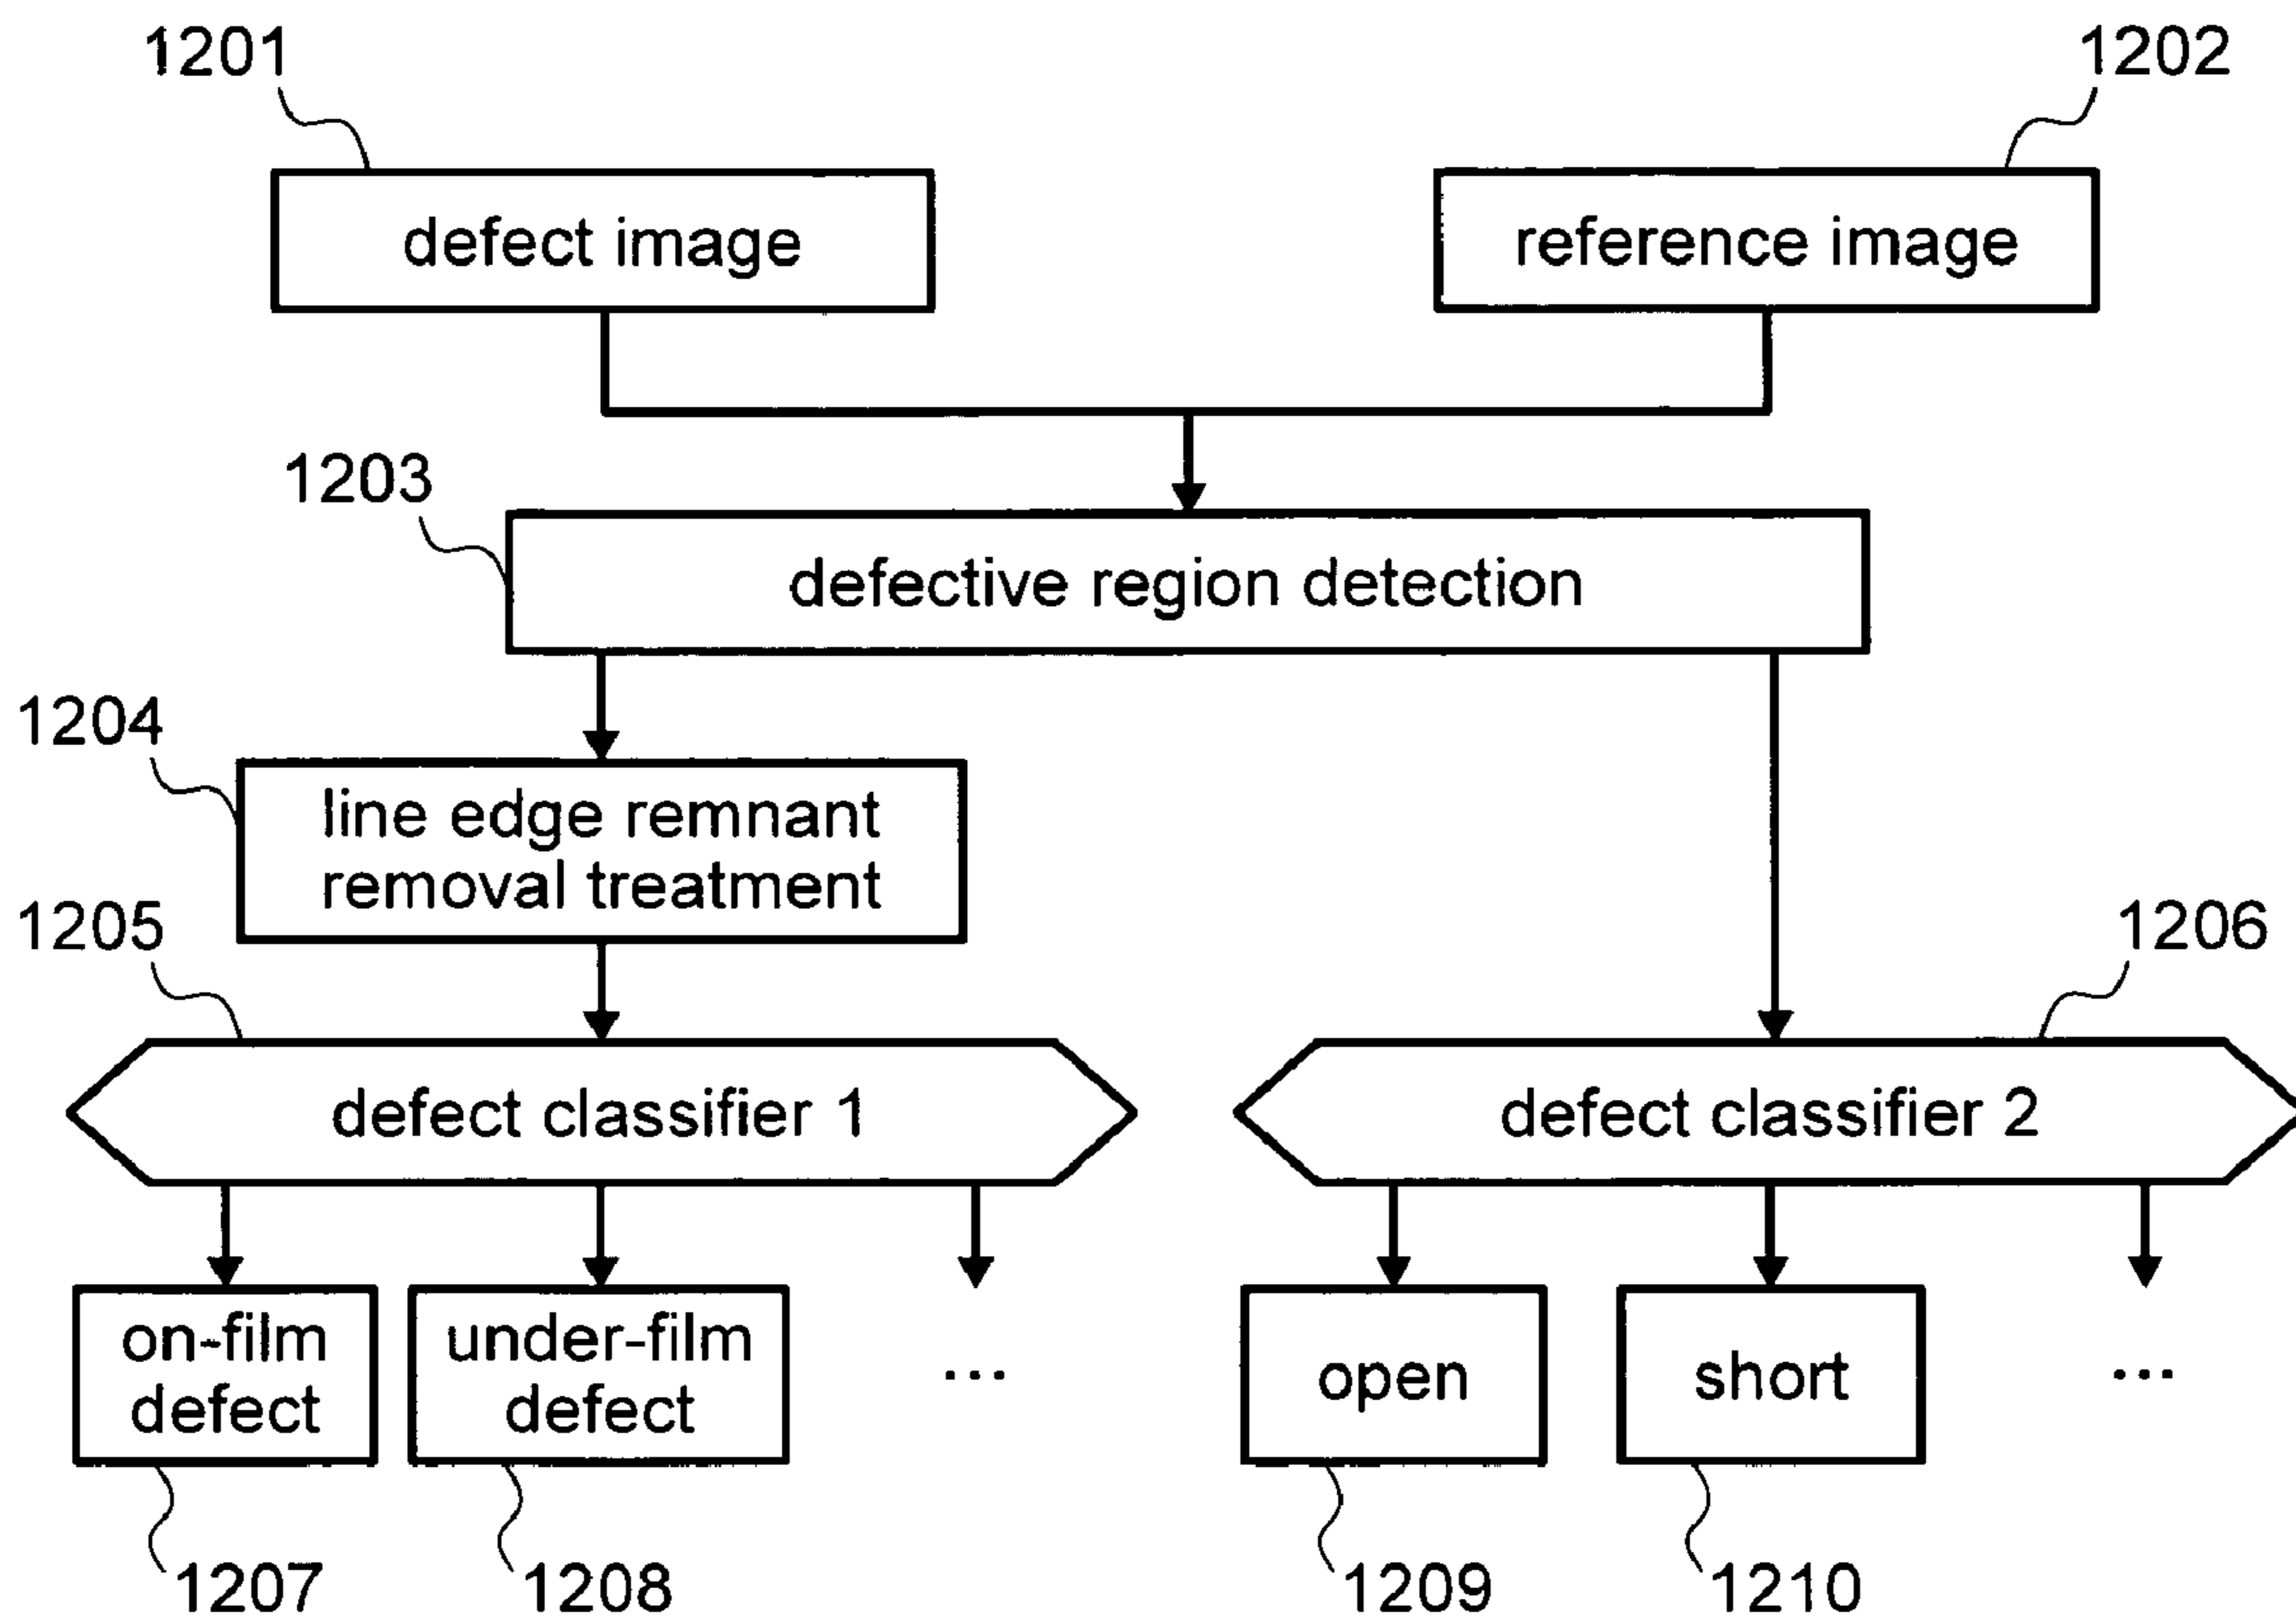 1201
1202
defect image
reference image
1203
defective region detection
1204
line edge remnant
removal treatment
1205
1206
defect classifier 1
defect classifier 2
on-film
defect
under-film
defect
...
open
short
...
1207
1208
1209
1210